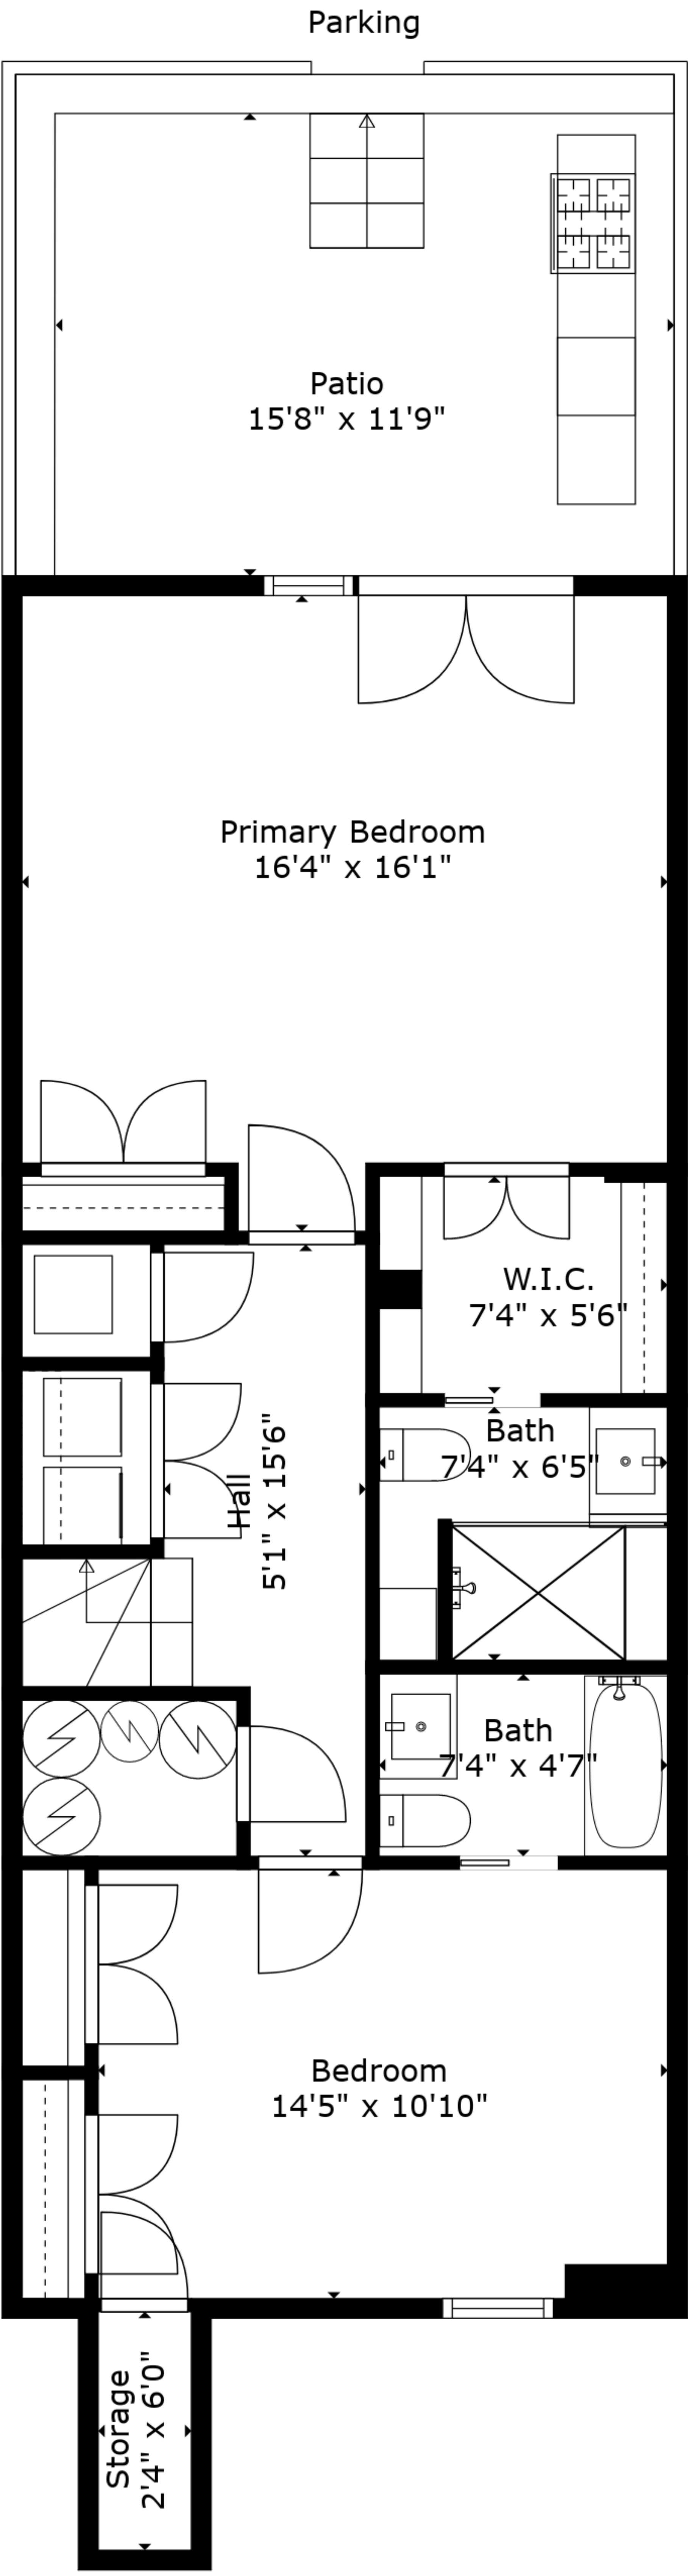 Parking
Patio
15'8" x 11'9"
Primary Bedroom
16'4" x 16'1"
W.I.C.
7'4" x 5'6"
Bath
7'4" x 6'5"
Hall
5'1" x 15'6"
Bath
7'4" x 4'7"
Bedroom
14'5" x 10'10"
Storage
2'4" x 6'0"